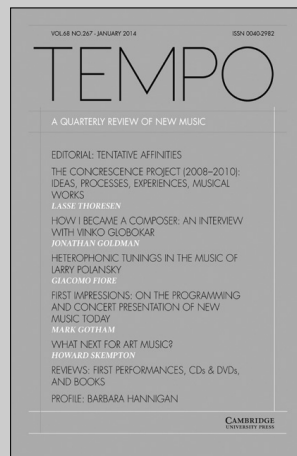 VOL.68 NO.267 - JANUARY 2014 ISSN 0040-2982
TEMPO
A QUARTERLY REVIEW OF NEW MUSIC
EDITORIAL: TENTATIVE AFFINITIES
THE CONCRESCENCE PROJECT (2008–2010):
IDEAS, PROCESSES, EXPERIENCES, MUSICAL
WORKS
LASSE THORESEN
HOW I BECAME A COMPOSER: AN INTERVIEW
WITH VINKO GLOBOKAR
JONATHAN GOLDMAN
HETEROPHONIC TUNINGS IN THE MUSIC OF
LARRY POLANSKY
GIACOMO FIORE
FIRST IMPRESSIONS: ON THE PROGRAMMING
AND CONCERT PRESENTATION OF NEW
MUSIC TODAY
MARK GOTHAM
WHAT NEXT FOR ART MUSIC?
HOWARD SKEMPTON
REVIEWS: FIRST PERFORMANCES, CDs & DVDs,
AND BOOKS
PROFILE: BARBARA HANNIGAN
CAMBRIDGE
UNIVERSITY PRESS